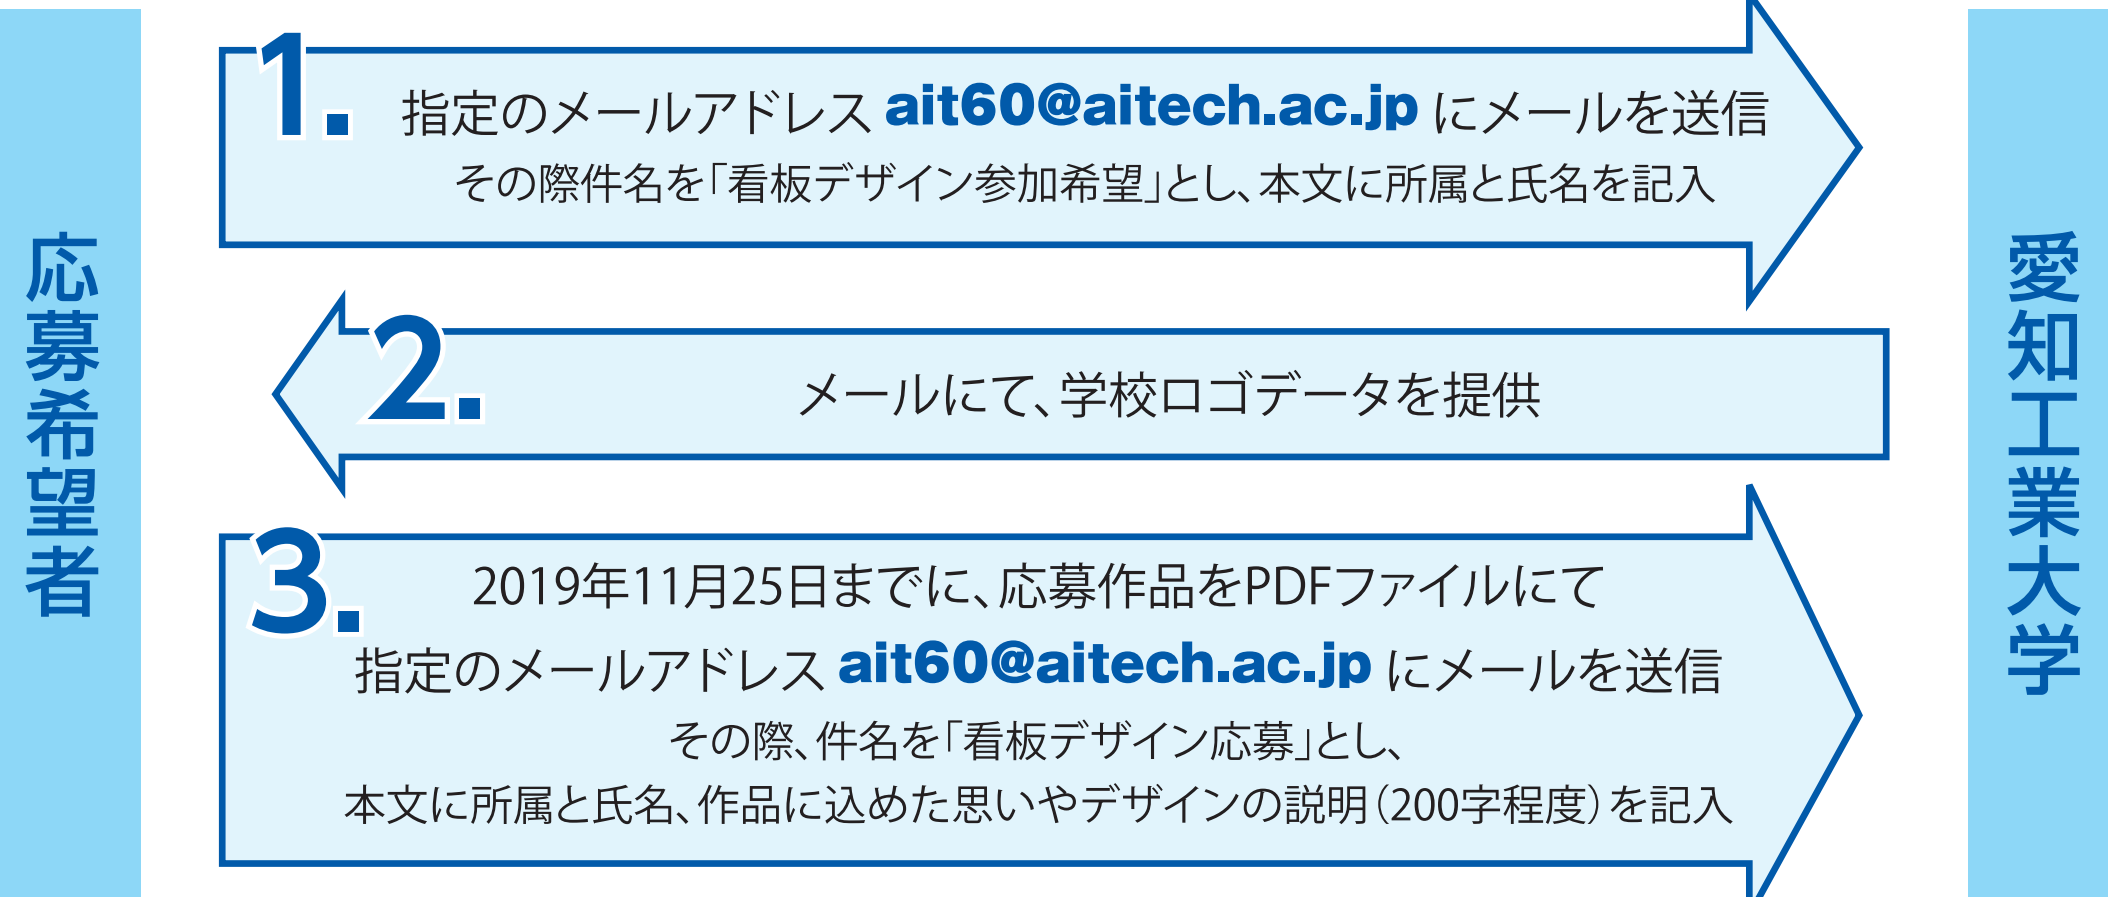 応募希望者
1.
指定のメールアドレス ait60@aitech.ac.jp にメールを送信
その際件名を「看板デザイン参加希望」とし、本文に所属と氏名を記入
2.
メールにて、学校ロゴデータを提供
3.
2019年11月25日までに、応募作品をPDFファイルにて
指定のメールアドレス ait60@aitech.ac.jp にメールを送信
その際、件名を「看板デザイン応募」とし、
本文に所属と氏名、作品に込めた思いやデザインの説明（200字程度）を記入
愛知工業大学